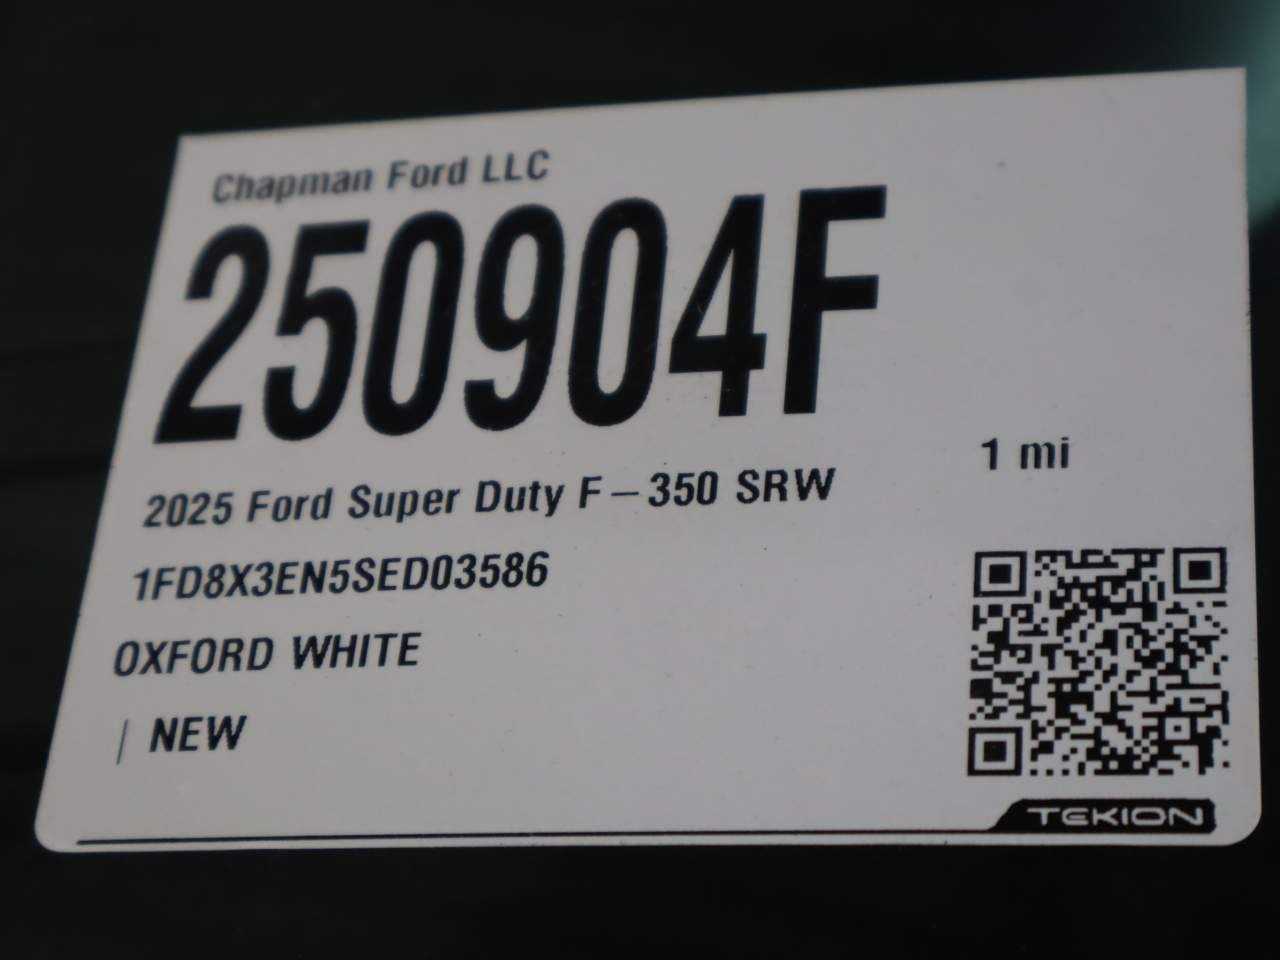 Chapman Ford LLC
250904F
2025 Ford Super Duty F-350 SRW
1 mi
1FD8X3EN5SED03586
OXFORD WHITE
| NEW
TEKION